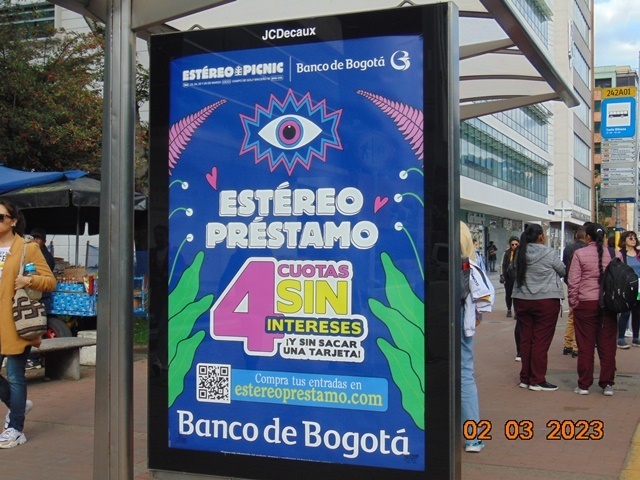 JCDecaux
ESTÉREO PICNIC
Banco de Bogotá
ESTÉREO
PRÉSTAMO
4 CUOTAS
SIN
INTERESES
¡Y SIN SACAR
UNA TARJETA!
Compra tus entradas en
estereoprestamo.com
Banco de Bogotá
242A01
02 03 2023